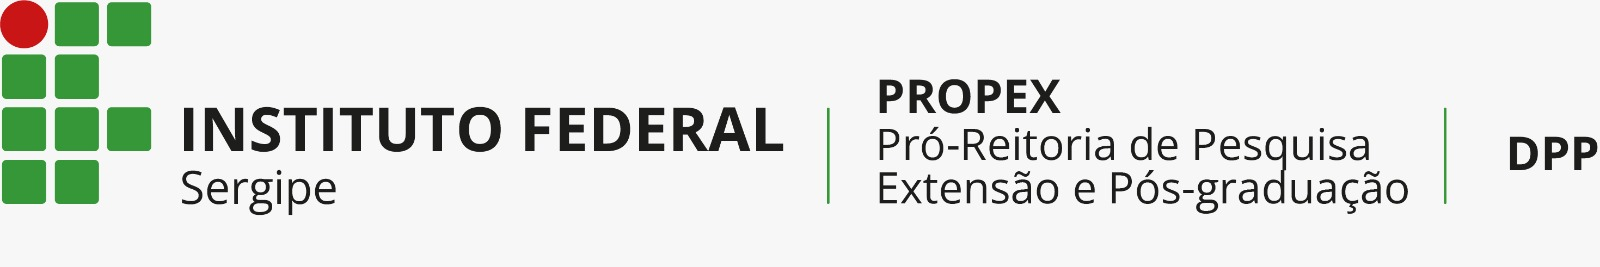 INSTITUTO FEDERAL
Sergipe
PROPEX
Pró-Reitoria de Pesquisa
Extensão e Pós-graduação
DPP